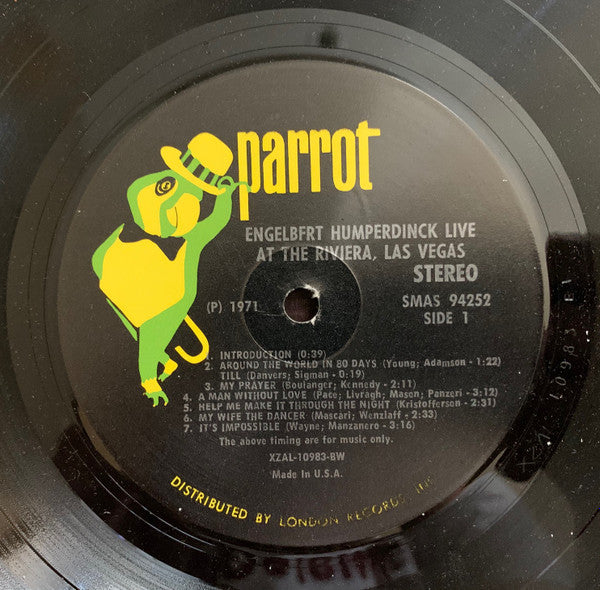 parrot
ENGELBERT HUMPERDINCK LIVE
AT THE RIVIERA, LAS VEGAS
STEREO
(P) 1971
SMAS 94252
SIDE 1
1. INTRODUCTION (0:39)
2. AROUND THE WORLD IN 80 DAYS (Young; Adamson - 1:22)
TILL (Danvers; Sigman - 0:19)
3. MY PRAYER (Boulanger; Kennedy - 2:11)
4. A MAN WITHOUT LOVE (Pace; Livragh; Mason; Panzeri - 3:12)
5. HELP ME MAKE IT THROUGH THE NIGHT (Kristofferson - 2:31)
6. MY WIFE THE DANCER (Mascari; Wenzlaff - 2:33)
7. IT'S IMPOSSIBLE (Wayne; Manzanero - 3:16)
The above timing are for music only.
XZAL-10983-BW
Made in U.S.A.
DISTRIBUTED BY LONDON RECORDS, INC.